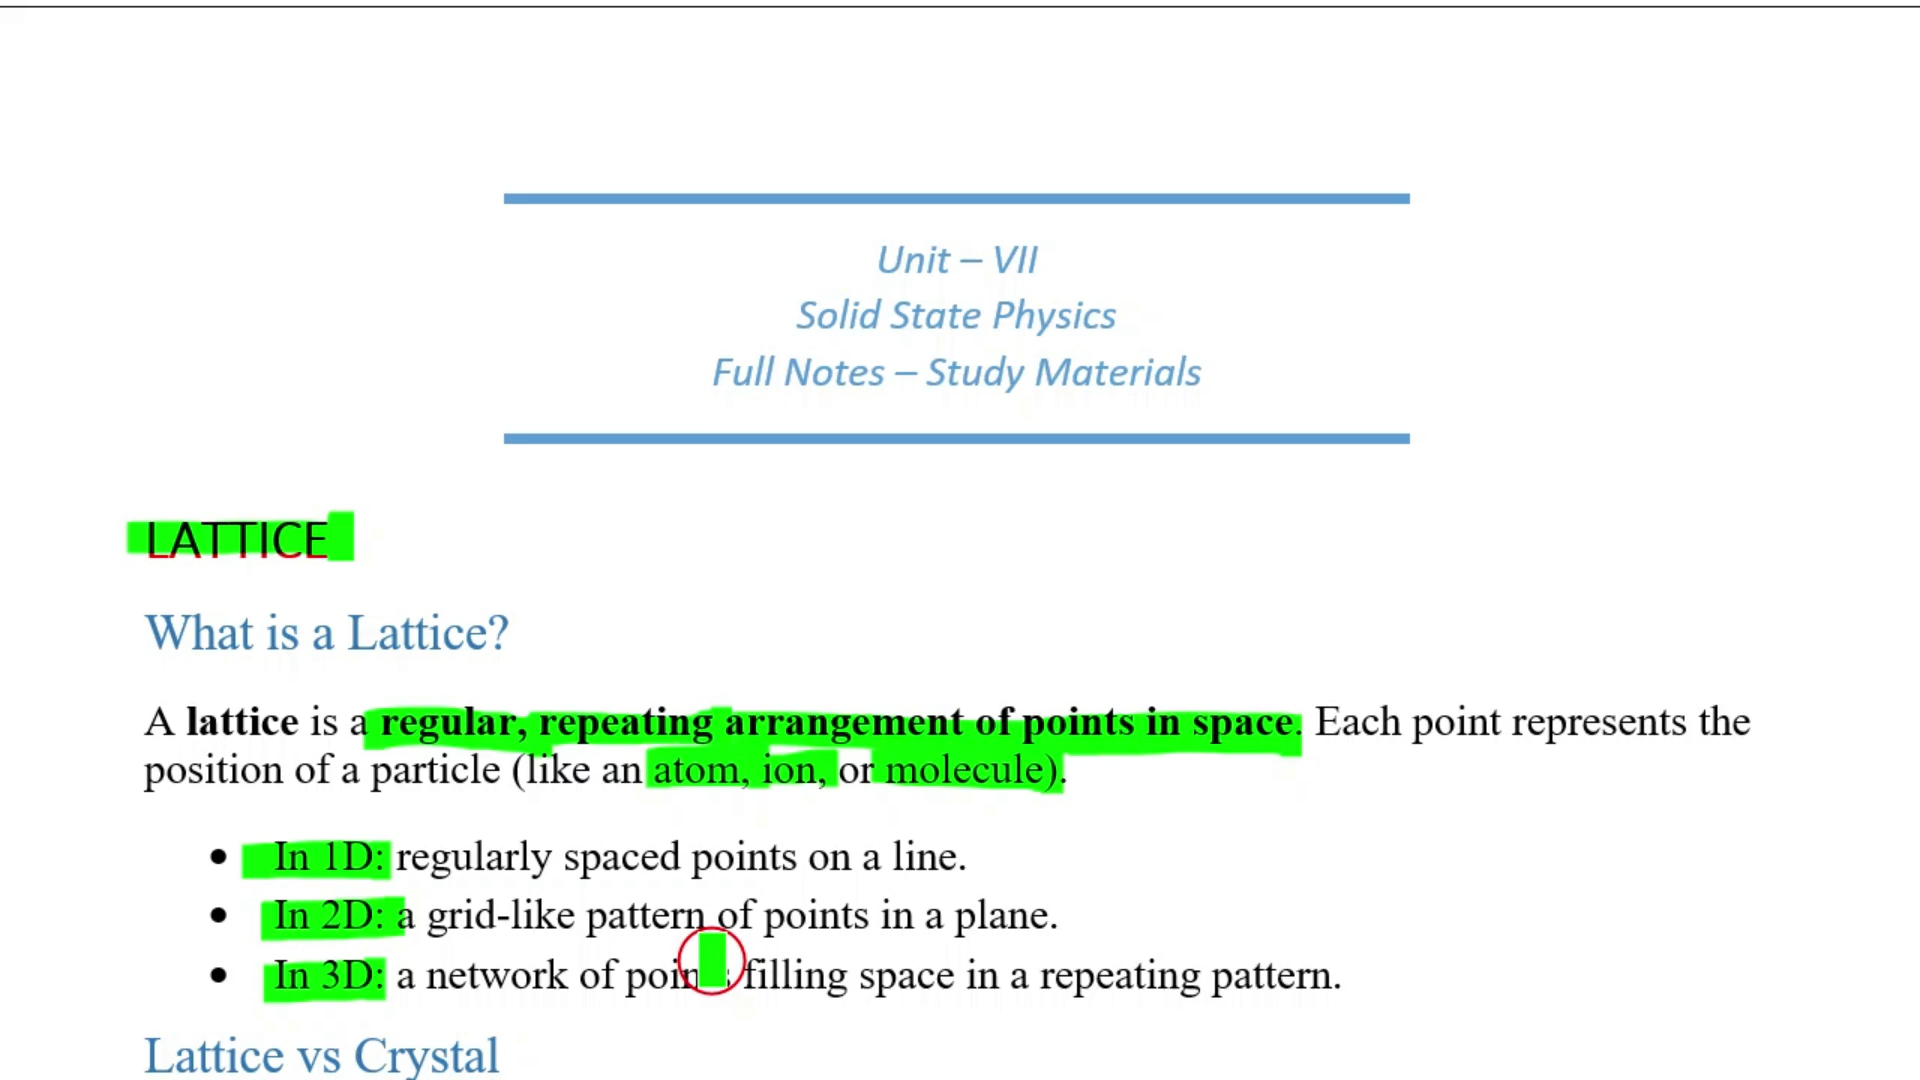 Unit – VII
Solid State Physics
Full Notes – Study Materials
LATTICE
What is a Lattice?
A lattice is a regular, repeating arrangement of points in space. Each point represents the
position of a particle (like an atom, ion, or molecule).
• In 1D: regularly spaced points on a line.
• In 2D: a grid-like pattern of points in a plane.
• In 3D: a network of filling space in a repeating pattern.
Lattice vs Crystal